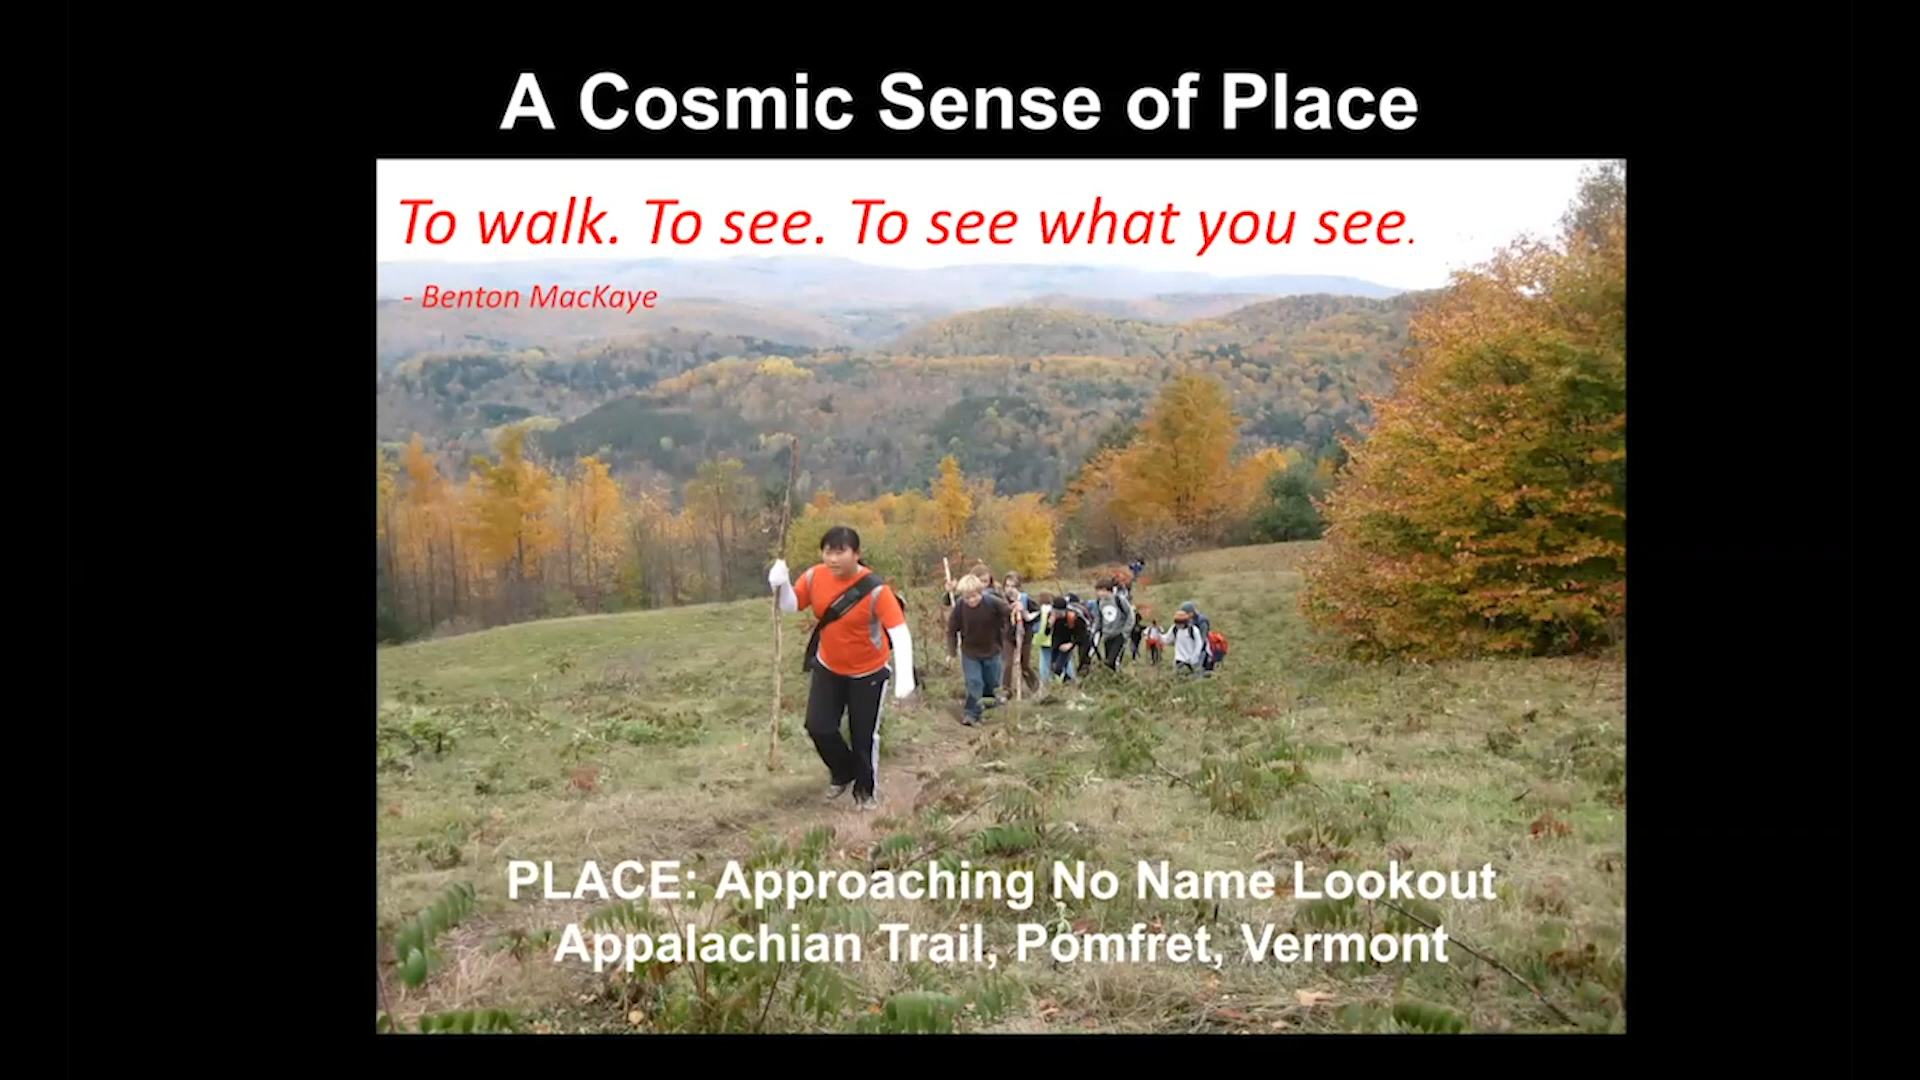 A Cosmic Sense of Place
To walk. To see. To see what you see.
- Benton MacKaye
PLACE: Approaching No Name Lookout
Appalachian Trail, Pomfret, Vermont